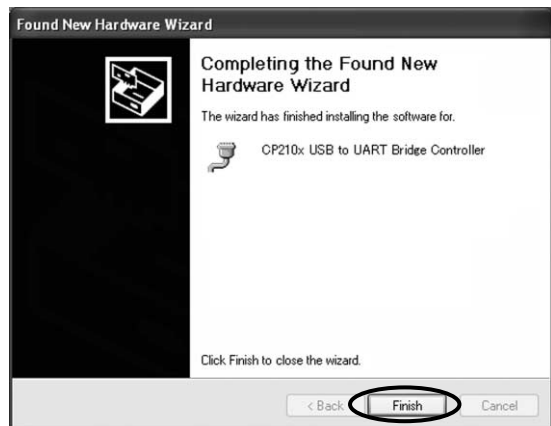 Found New Hardware Wizard
Completing the Found New
Hardware Wizard
The wizard has finished installing the software for.
CP210x USB to UART Bridge Controller
Click Finish to close the wizard.
< Back Finish Cancel